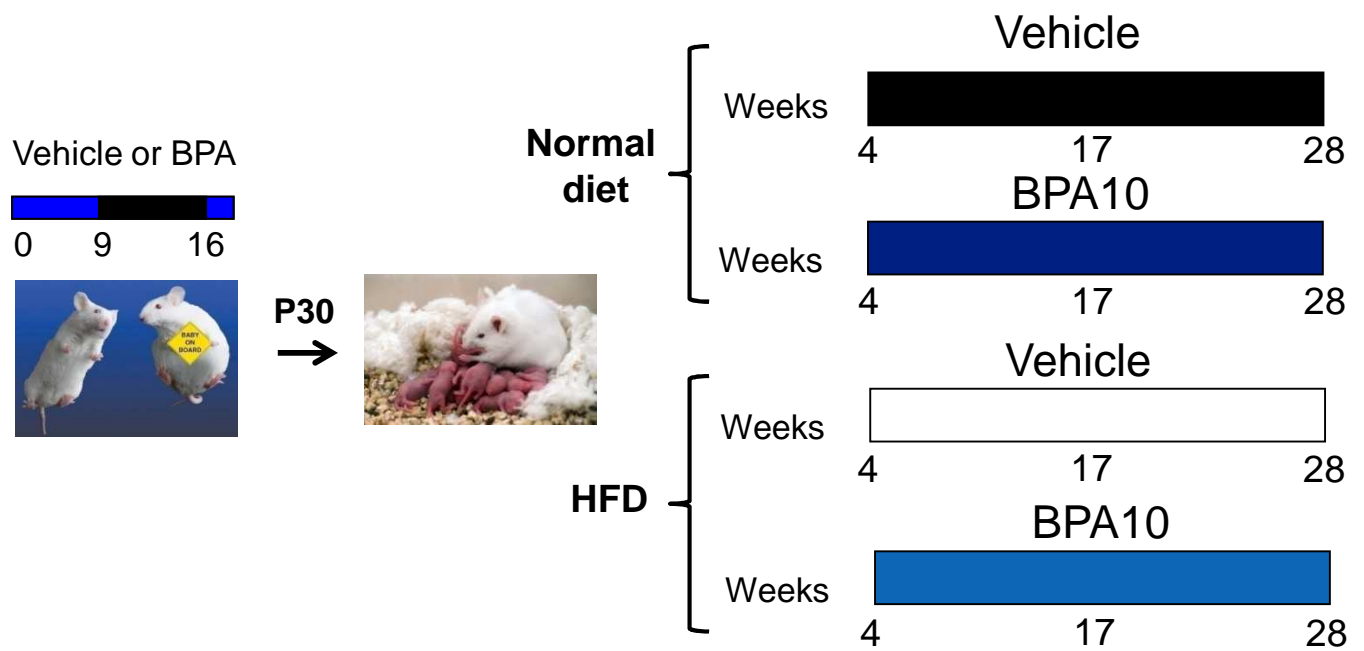 Vehicle or BPA
0 9 16
BABY
ON
BOARD
P30
Normal
diet
Vehicle
Weeks
4 17 28
BPA10
Weeks
4 17 28
HFD
Vehicle
Weeks
4 17 28
BPA10
Weeks
4 17 28